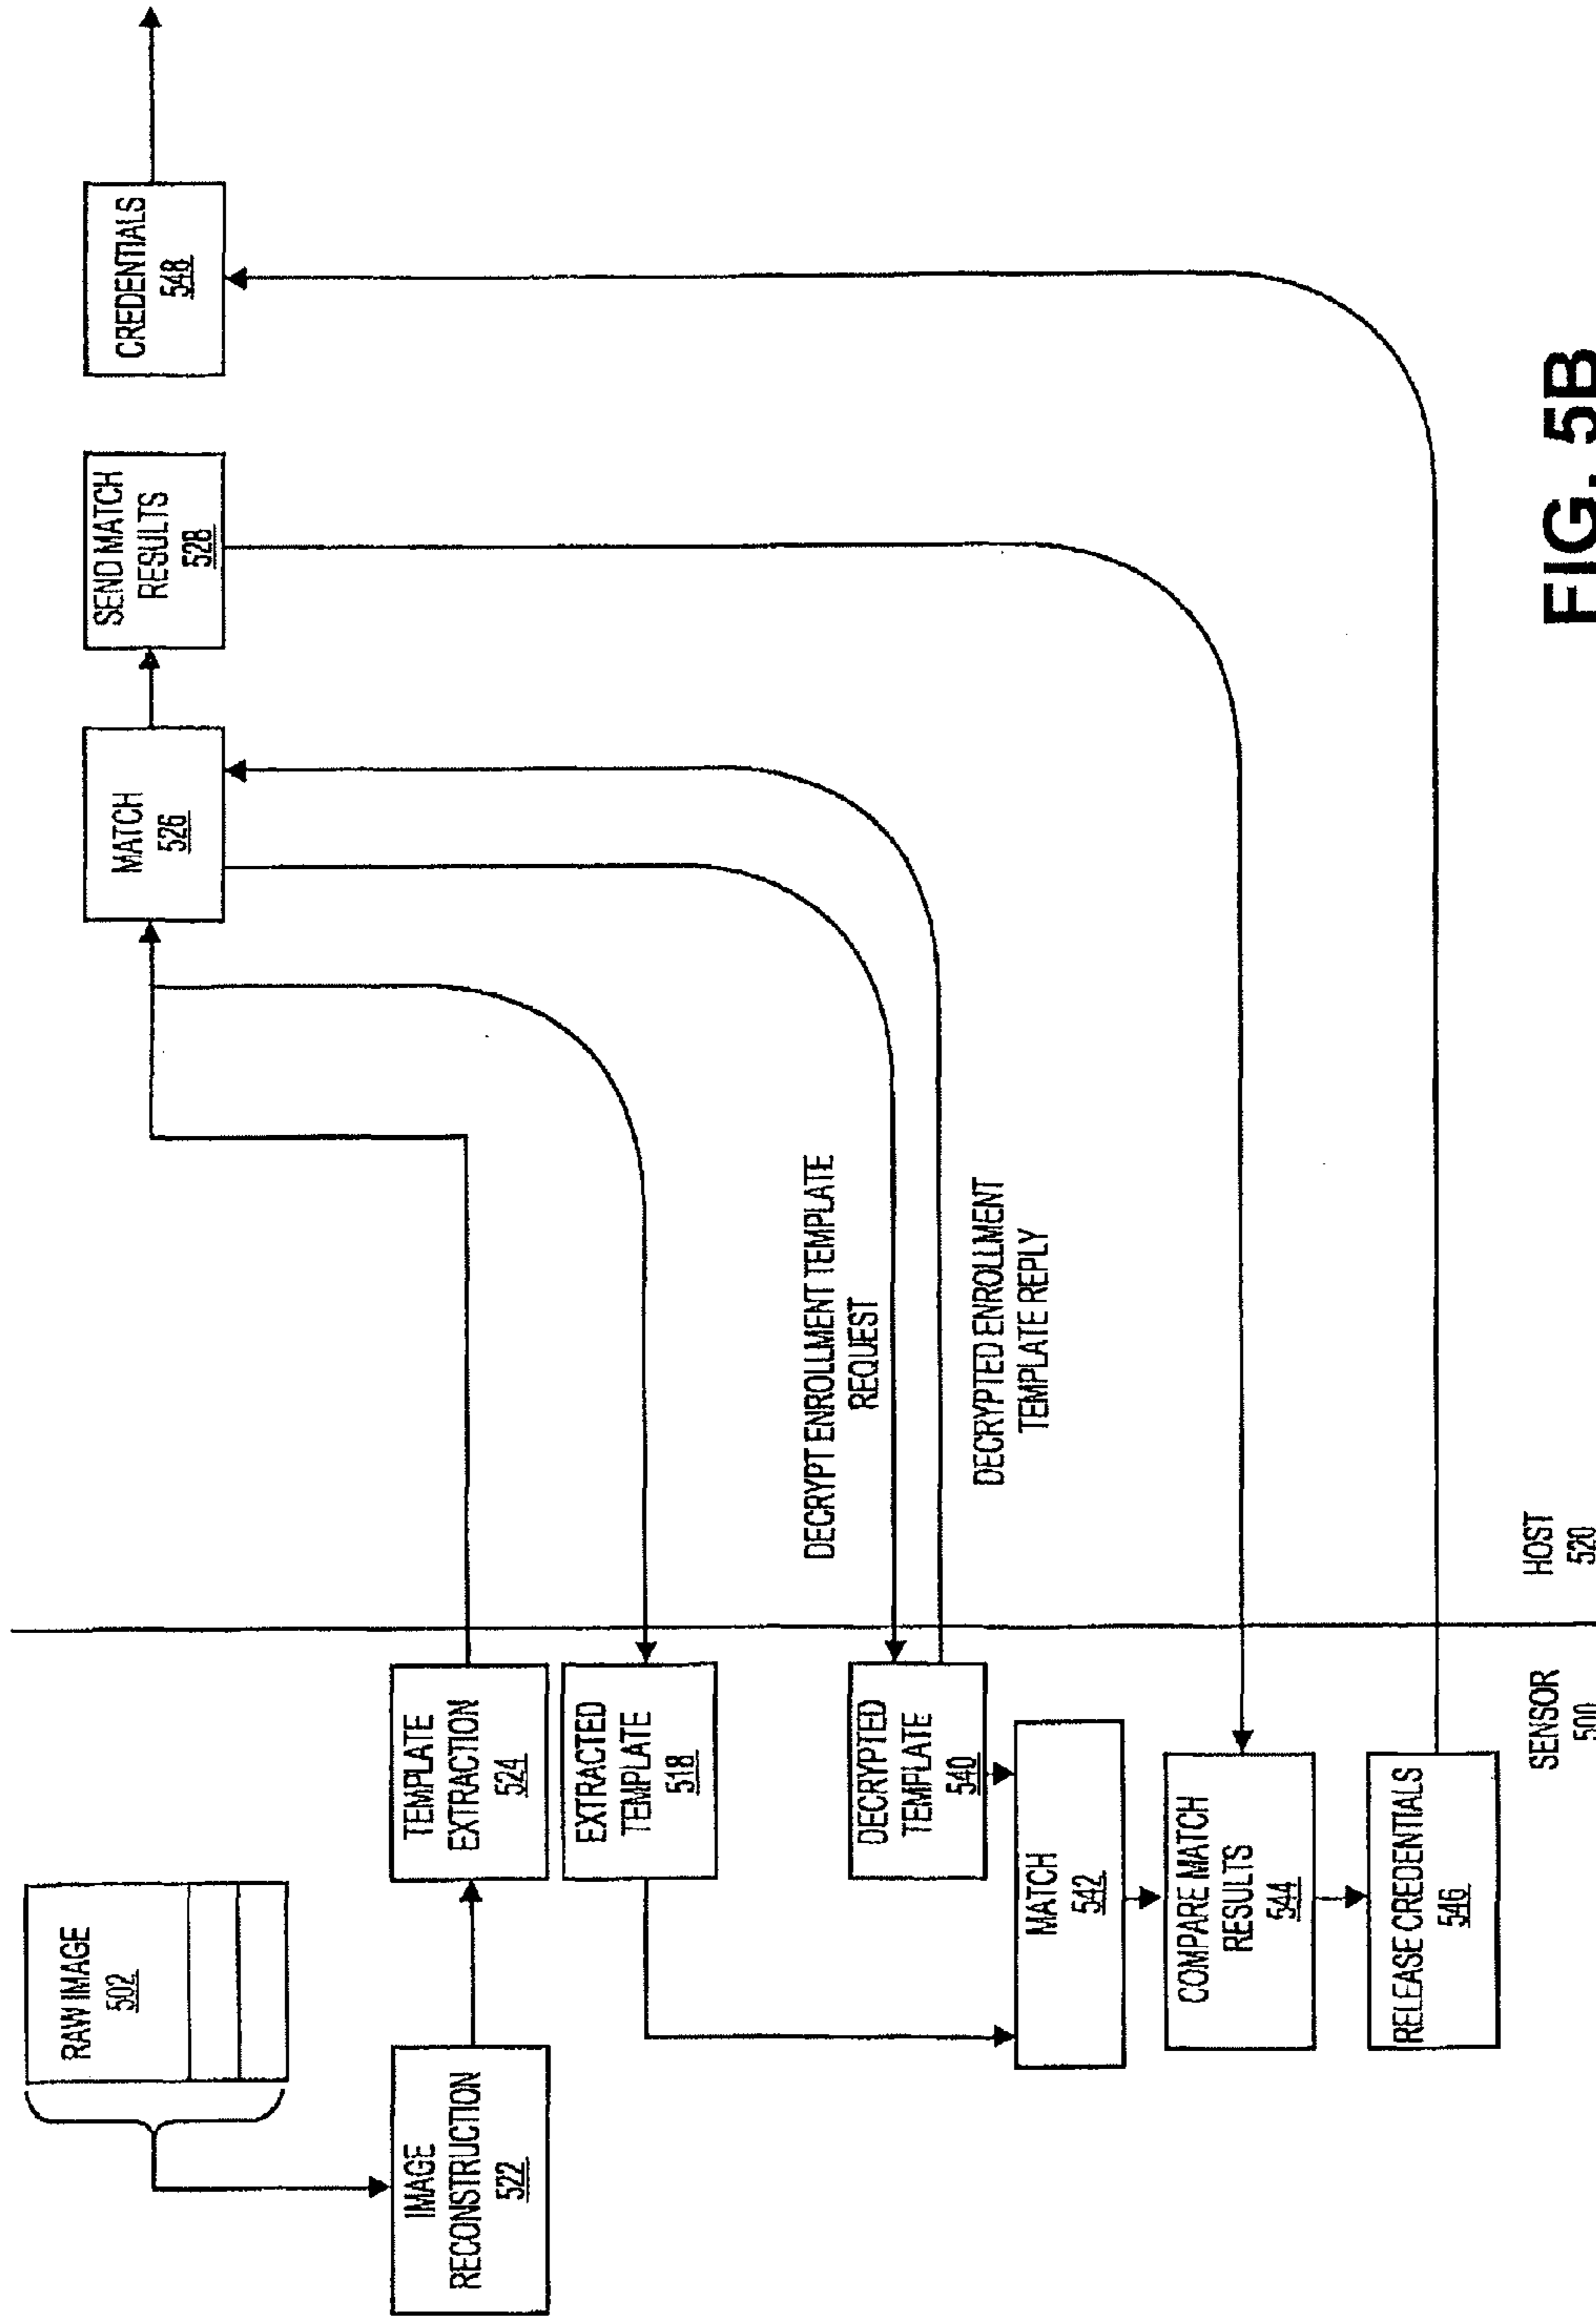 RAW IMAGE
502
IMAGE
RECONSTRUCTION
522
TEMPLATE
EXTRACTION
524
EXTRACTED
TEMPLATE
518
MATCH
526
SEND MATCH
RESULTS
528
CREDENTIALS
548
DECRYPT ENROLLMENT TEMPLATE
REQUEST
DECRYPTED ENROLLMENT
TEMPLATE REPLY
DECRYPTED
TEMPLATE
540
MATCH
542
COMPARE MATCH
RESULTS
544
RELEASE CREDENTIALS
546
SENSOR
500
HOST
520
FIG. 5B